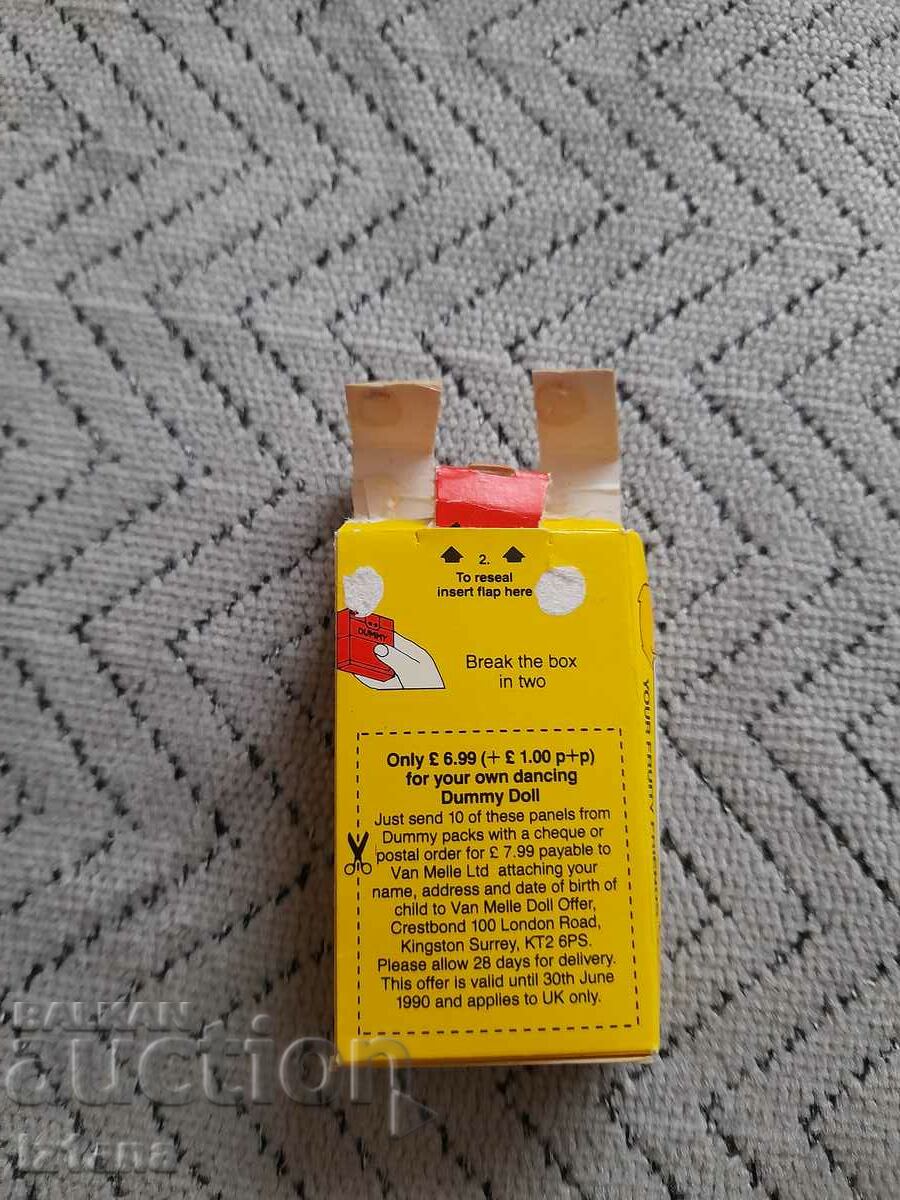 2.
To reseal
insert flap here
DUMMY
Break the box
in two
YOUR FRUITY FRIENDS
Only £ 6.99 (+ £ 1.00 p+p)
for your own dancing
Dummy Doll
Just send 10 of these panels from
Dummy packs with a cheque or
postal order for £ 7.99 payable to
Van Melle Ltd attaching your
name, address and date of birth of
child to Van Melle Doll Offer,
Crestbond 100 London Road,
Kingston Surrey, KT2 6PS.
Please allow 28 days for delivery.
This offer is valid until 30th June
1990 and applies to UK only.
BALKAN
auction
iztana